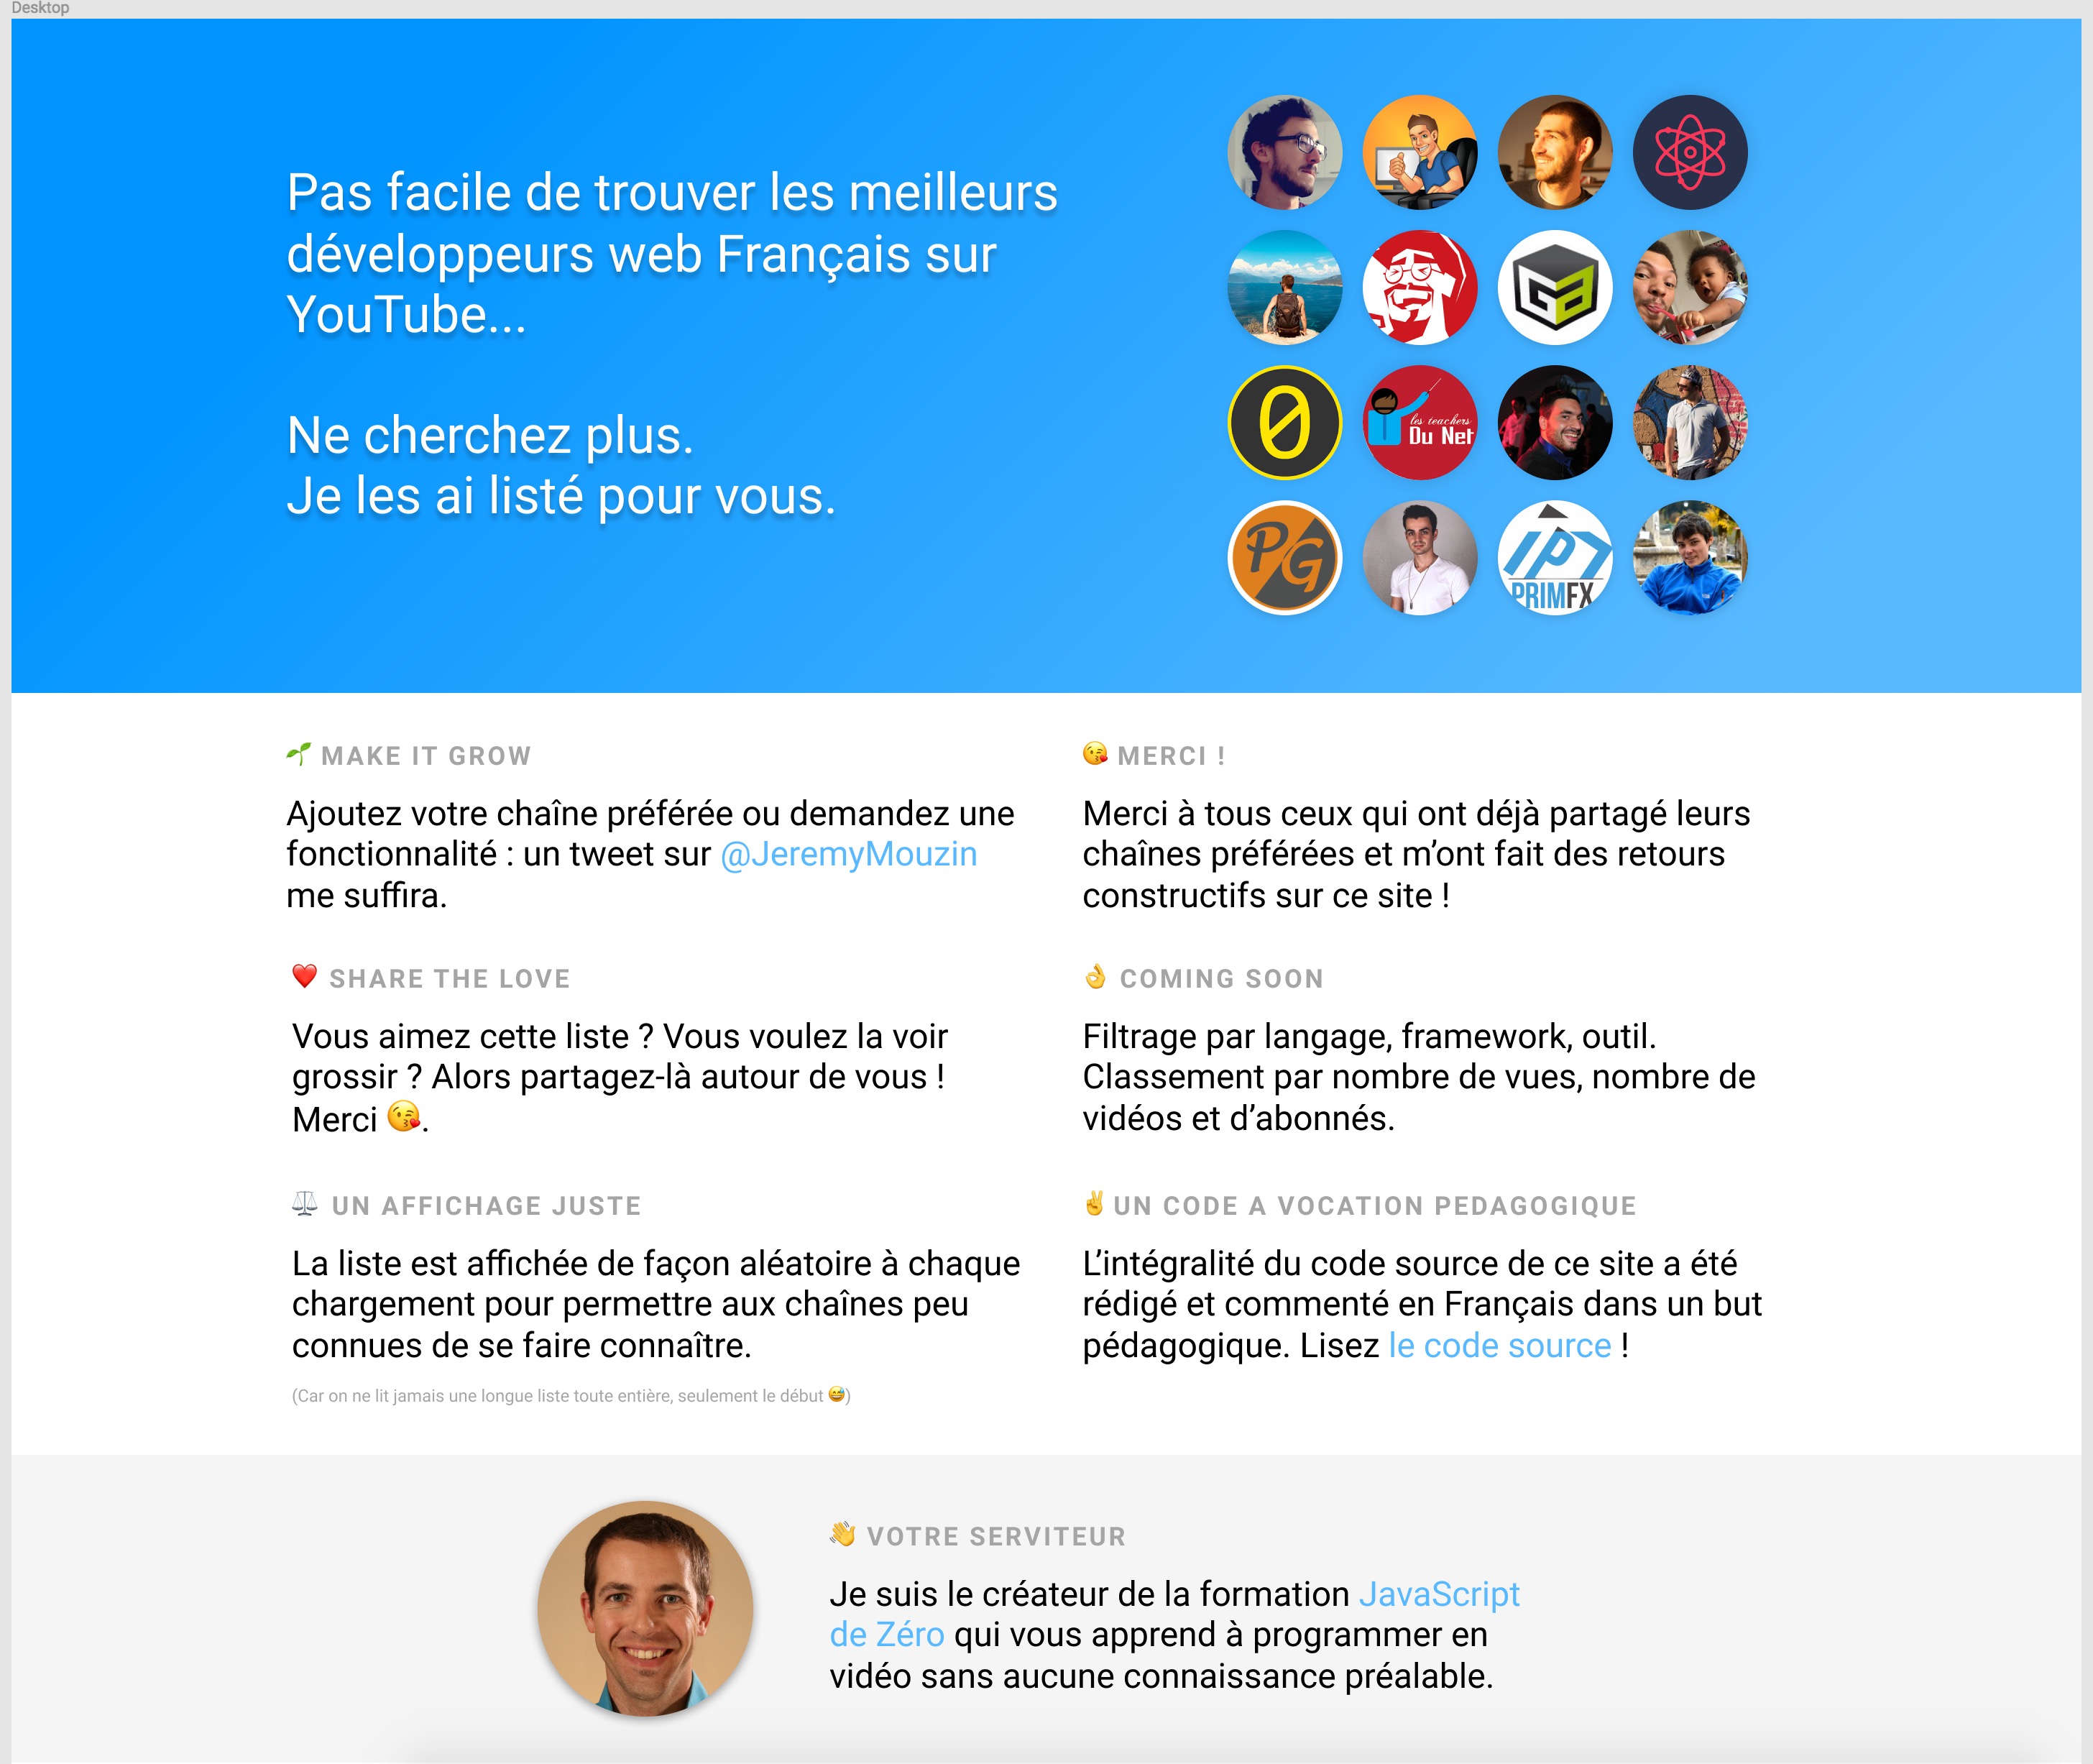 Desktop
Pas facile de trouver les meilleurs
développeurs web Français sur
YouTube...
Ne cherchez plus.
Je les ai listé pour vous.
GA
0
les teachers
Du Net
PG
PRIMFX
🌱 MAKE IT GROW
Ajoutez votre chaîne préférée ou demandez une
fonctionnalité : un tweet sur @JeremyMouzin
me suffira.
😘 MERCI !
Merci à tous ceux qui ont déjà partagé leurs
chaînes préférées et m’ont fait des retours
constructifs sur ce site !
❤️ SHARE THE LOVE
Vous aimez cette liste ? Vous voulez la voir
grossir ? Alors partagez-là autour de vous !
Merci 😘.
👌 COMING SOON
Filtrage par langage, framework, outil.
Classement par nombre de vues, nombre de
vidéos et d’abonnés.
⚖️ UN AFFICHAGE JUSTE
La liste est affichée de façon aléatoire à chaque
chargement pour permettre aux chaînes peu
connues de se faire connaître.
(Car on ne lit jamais une longue liste toute entière, seulement le début 😅)
✌️ UN CODE A VOCATION PEDAGOGIQUE
L’intégralité du code source de ce site a été
rédigé et commenté en Français dans un but
pédagogique. Lisez le code source !
👋 VOTRE SERVITEUR
Je suis le créateur de la formation JavaScript
de Zéro qui vous apprend à programmer en
vidéo sans aucune connaissance préalable.